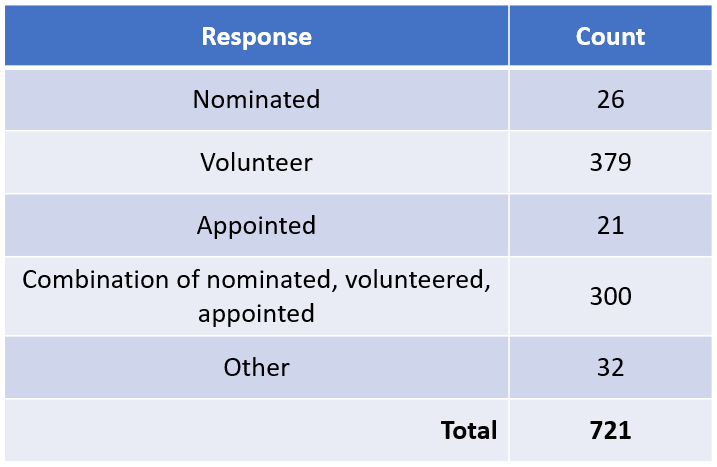 Response Count
Nominated 26
Volunteer 379
Appointed 21
Combination of nominated, volunteered,
appointed 300
Other 32
Total 721